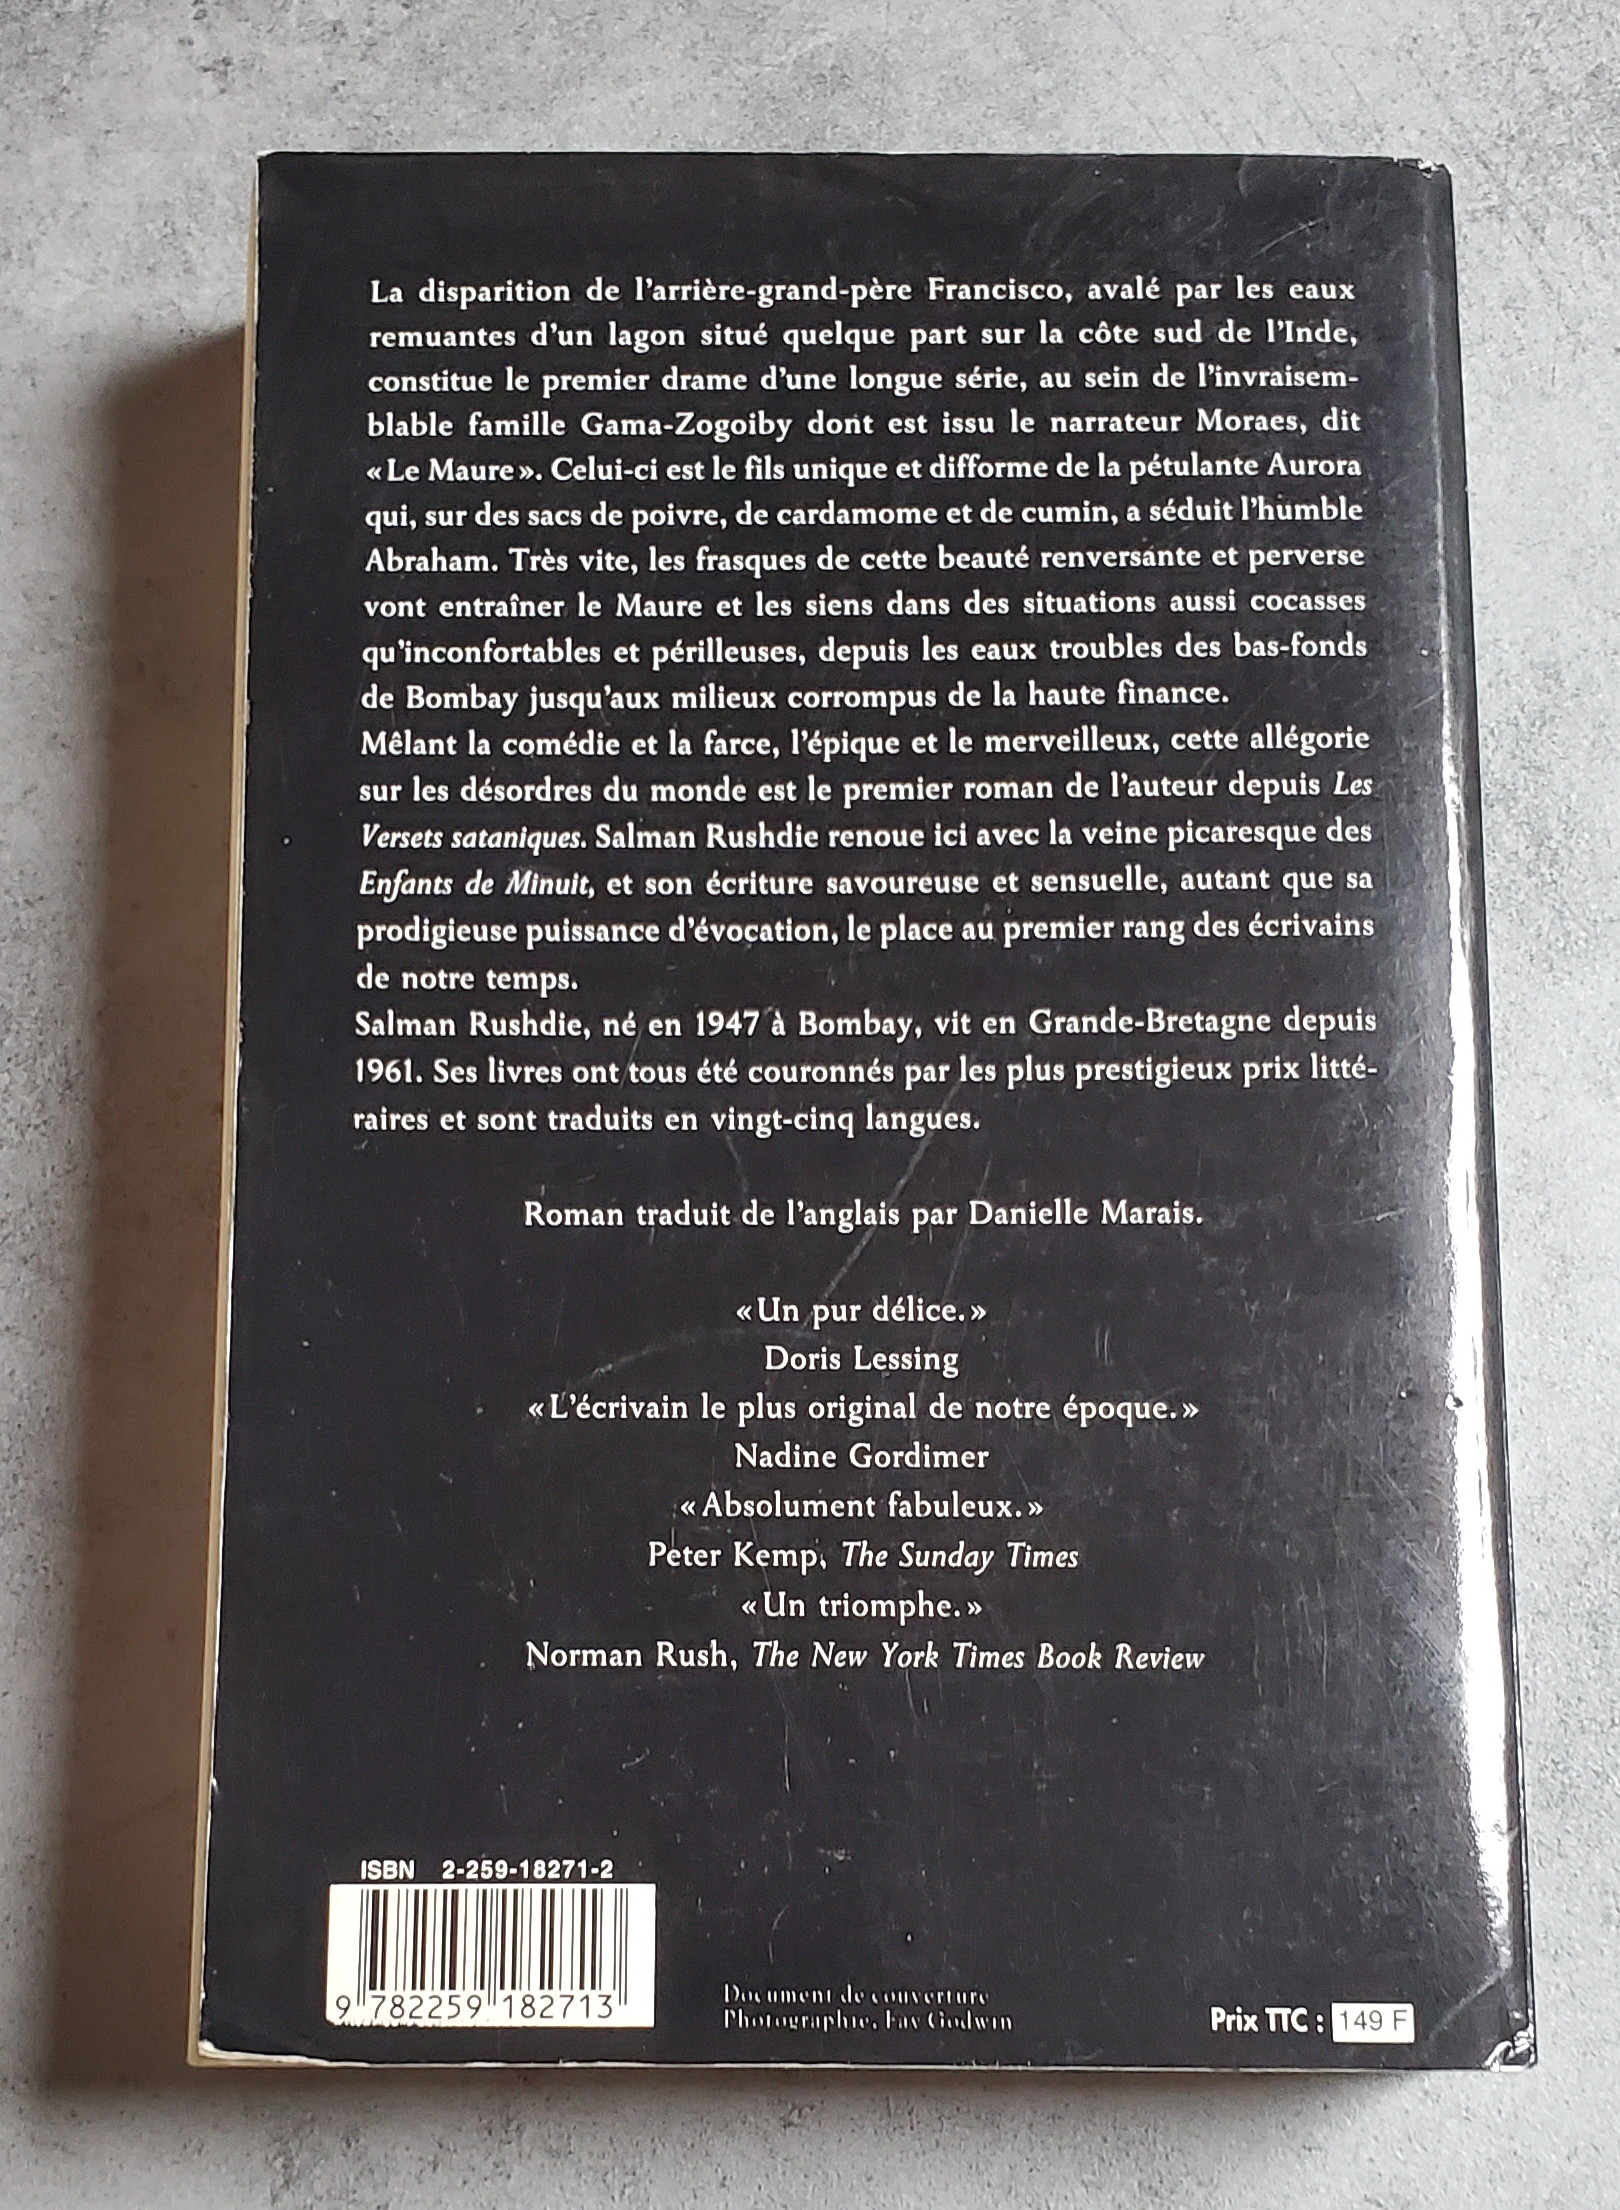 La disparition de l'arrière-grand-père Francisco, avalé par les eaux
remuantes d'un lagon situé quelque part sur la côte sud de l'Inde,
constitue le premier drame d'une longue série, au sein de l'invraisem-
blable famille Gama-Zogoiby dont est issu le narrateur Moraes, dit
« Le Maure ». Celui-ci est le fils unique et difforme de la pétulante Aurora
qui, sur des sacs de poivre, de cardamome et de cumin, a séduit l'humble
Abraham. Très vite, les frasques de cette beauté renversante et perverse
vont entraîner le Maure et les siens dans des situations aussi cocasses
qu'inconfortables et périlleuses, depuis les eaux troubles des bas-fonds
de Bombay jusqu'aux milieux corrompus de la haute finance.
Mêlant la comédie et la farce, l'épique et le merveilleux, cette allégorie
sur les désordres du monde est le premier roman de l'auteur depuis Les
Versets sataniques. Salman Rushdie renoue ici avec la veine picaresque des
Enfants de Minuit, et son écriture savoureuse et sensuelle, autant que sa
prodigieuse puissance d'évocation, le place au premier rang des écrivains
de notre temps.
Salman Rushdie, né en 1947 à Bombay, vit en Grande-Bretagne depuis
1961. Ses livres ont tous été couronnés par les plus prestigieux prix litté-
raires et sont traduits en vingt-cinq langues.
Roman traduit de l'anglais par Danielle Marais.
« Un pur délice. »
Doris Lessing
« L'écrivain le plus original de notre époque. »
Nadine Gordimer
« Absolument fabuleux. »
Peter Kemp, The Sunday Times
« Un triomphe. »
Norman Rush, The New York Times Book Review
ISBN 2-259-18271-2
9 782259 182713
Document de couverture
Photographie, Fay Godwin
Prix TTC : 149 F